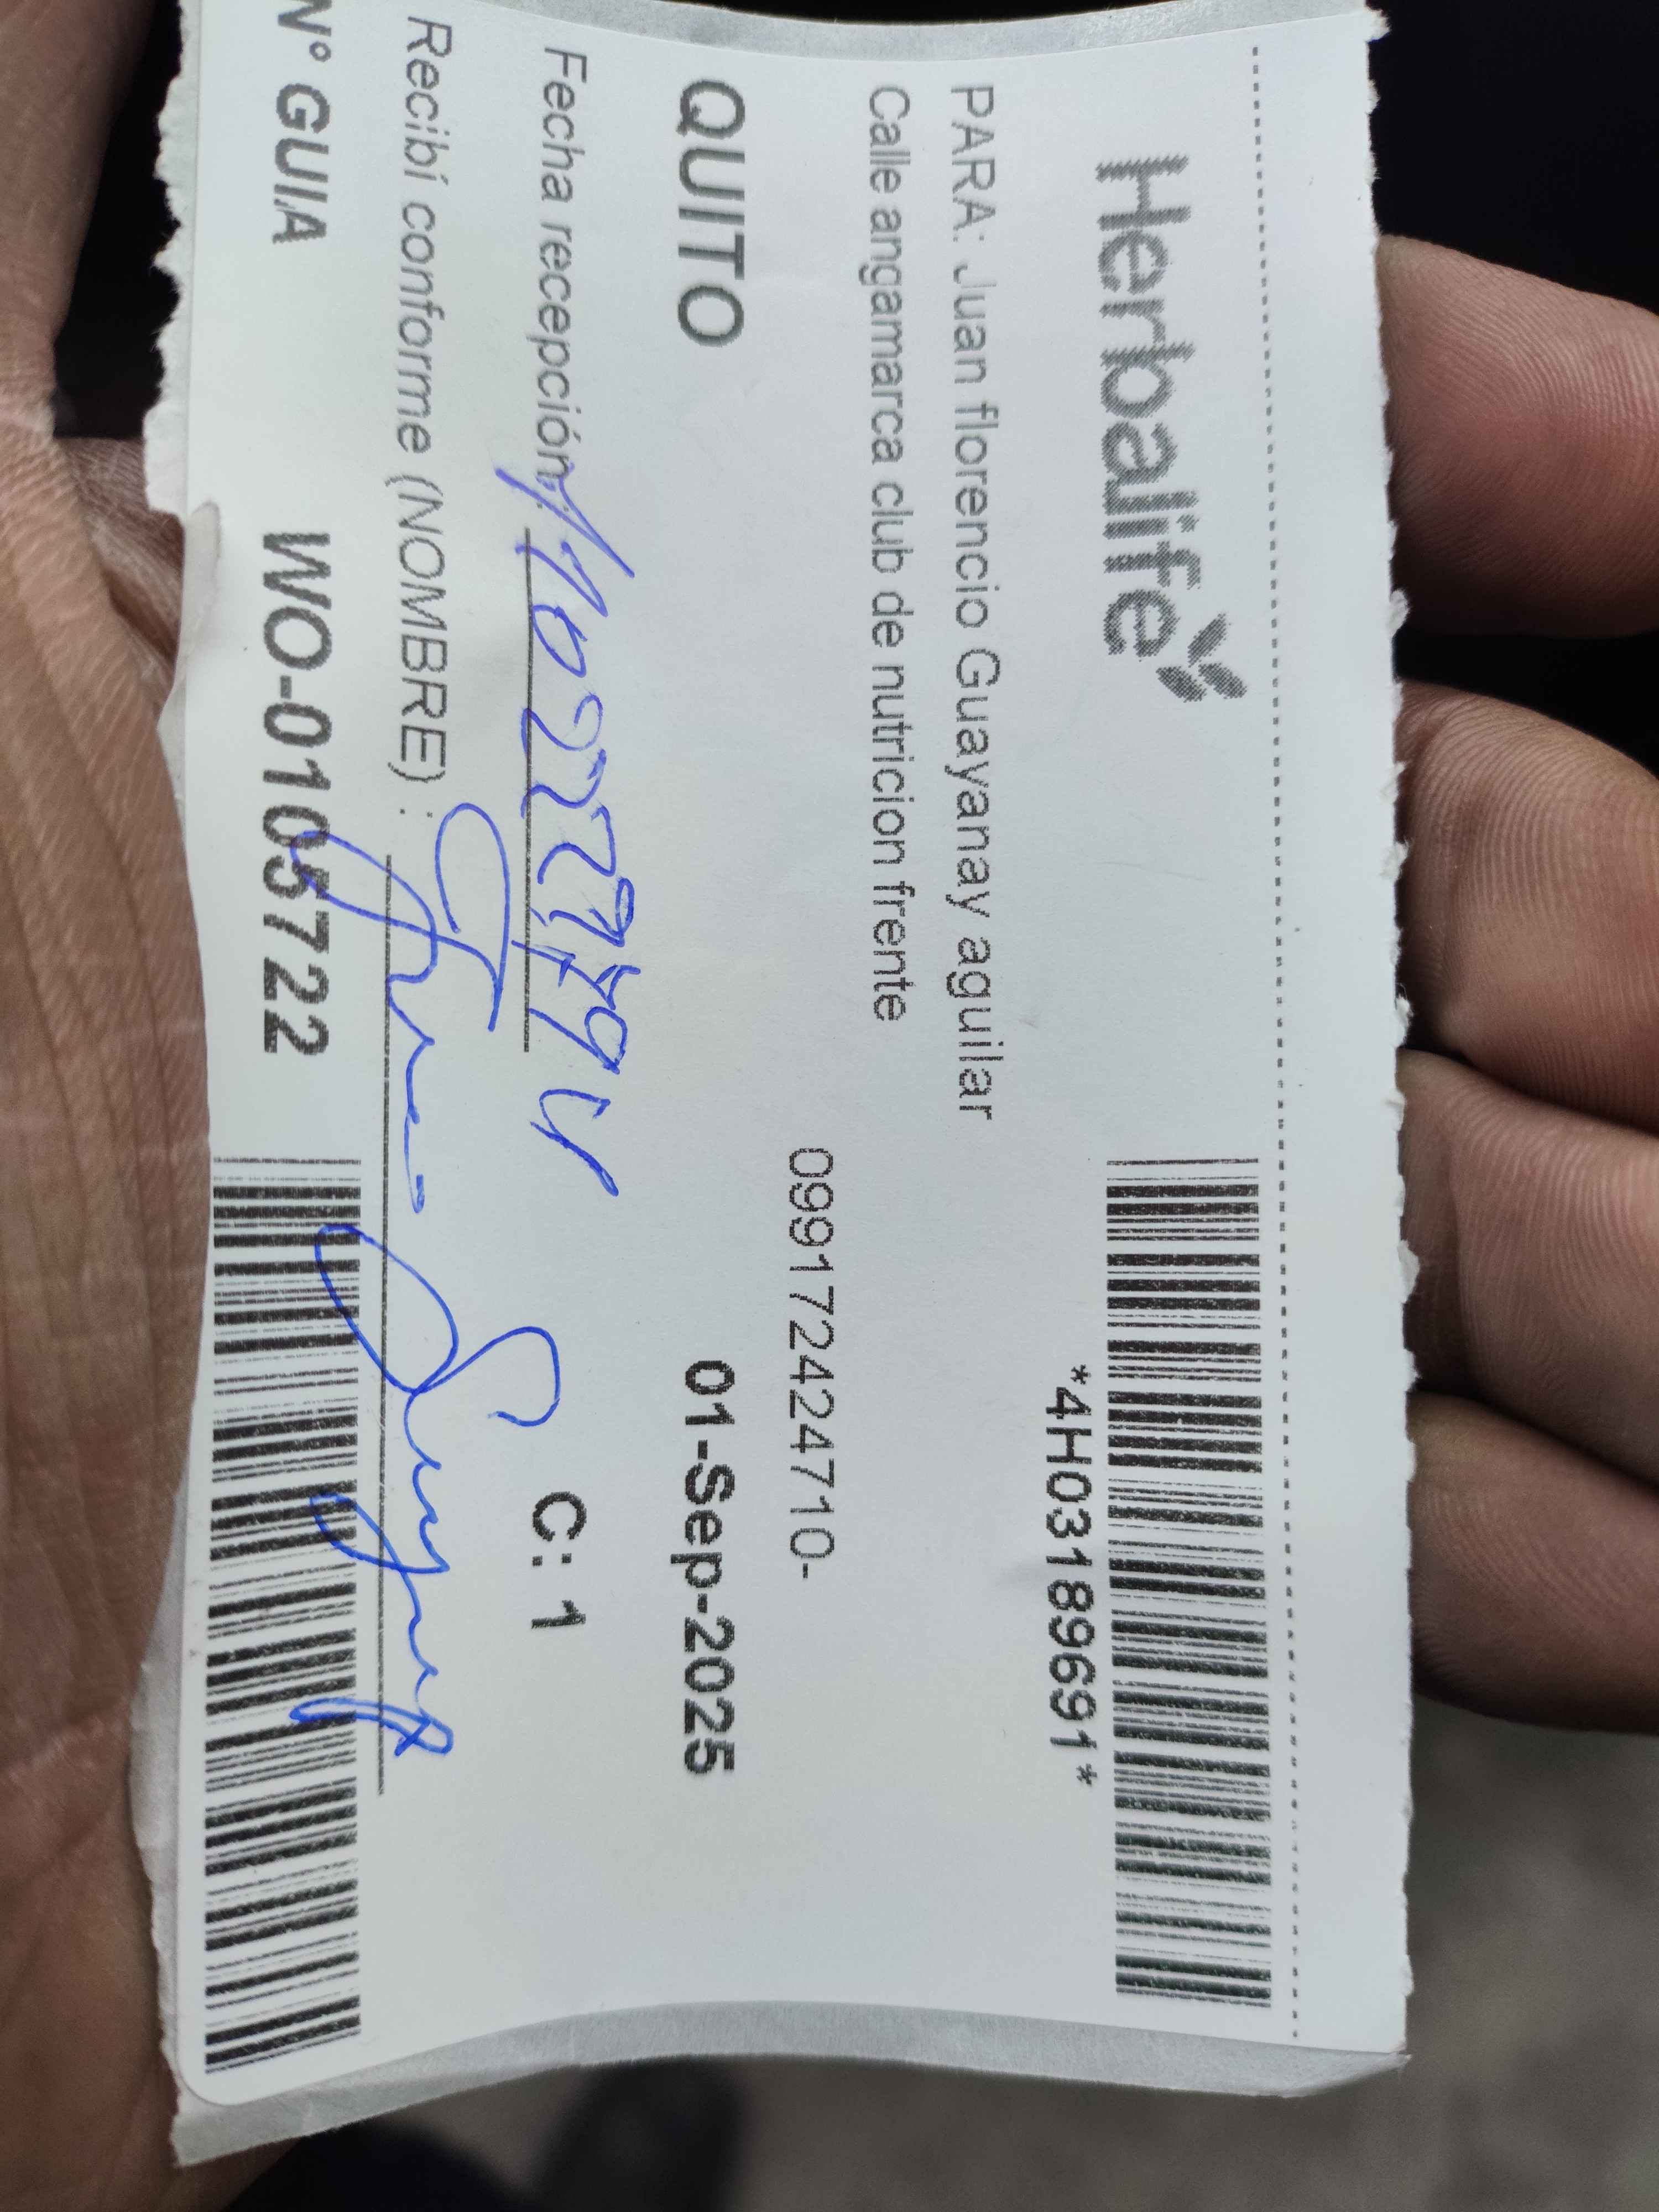 Herbalife
*4H03189691*
PARA: Juan florencio Guayanay aguilar
Calle angamarca club de nutricion frente
0991724247 10-
QUITO 01-Sep-2025
Fecha recepción:
C: 1
Recibí conforme (NOMBRE) :
N° GUIA WO-0105722